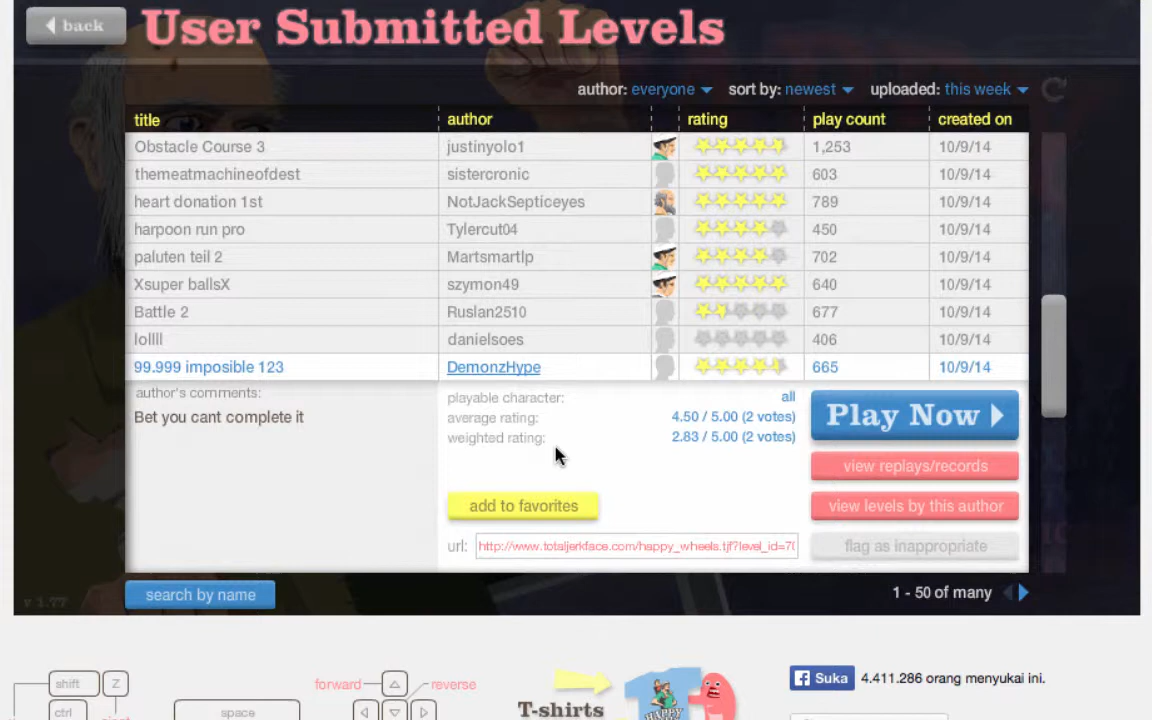 back
User Submitted Levels
author: everyone sort by: newest uploaded: this week
title author rating play count created on
Obstacle Course 3 justinyolo1 1,253 10/9/14
themeatmachineofdest sistercronic 603 10/9/14
heart donation 1st NotJackSepticeyes 789 10/9/14
harpoon run pro Tylercut04 450 10/9/14
paluten teil 2 Martsmartlp 702 10/9/14
Xsuper ballsX szymon49 640 10/9/14
Battle 2 Ruslan2510 677 10/9/14
lollll danielsoes 406 10/9/14
99.999 imposible 123 DemonzHype 665 10/9/14
author's comments:
Bet you cant complete it
playable character: all
average rating: 4.50 / 5.00 (2 votes)
weighted rating: 2.83 / 5.00 (2 votes)
Play Now
view replays/records
add to favorites
view levels by this author
url: http://www.totaljerkface.com/happy_wheels.tjf?level_id=7
flag as inappropriate
v 1.77
search by name
1 - 50 of many
shift Z
forward reverse
ctrl
eject
space
T-shirts
HAPPY
Suka 4.411.286 orang menyukai ini.